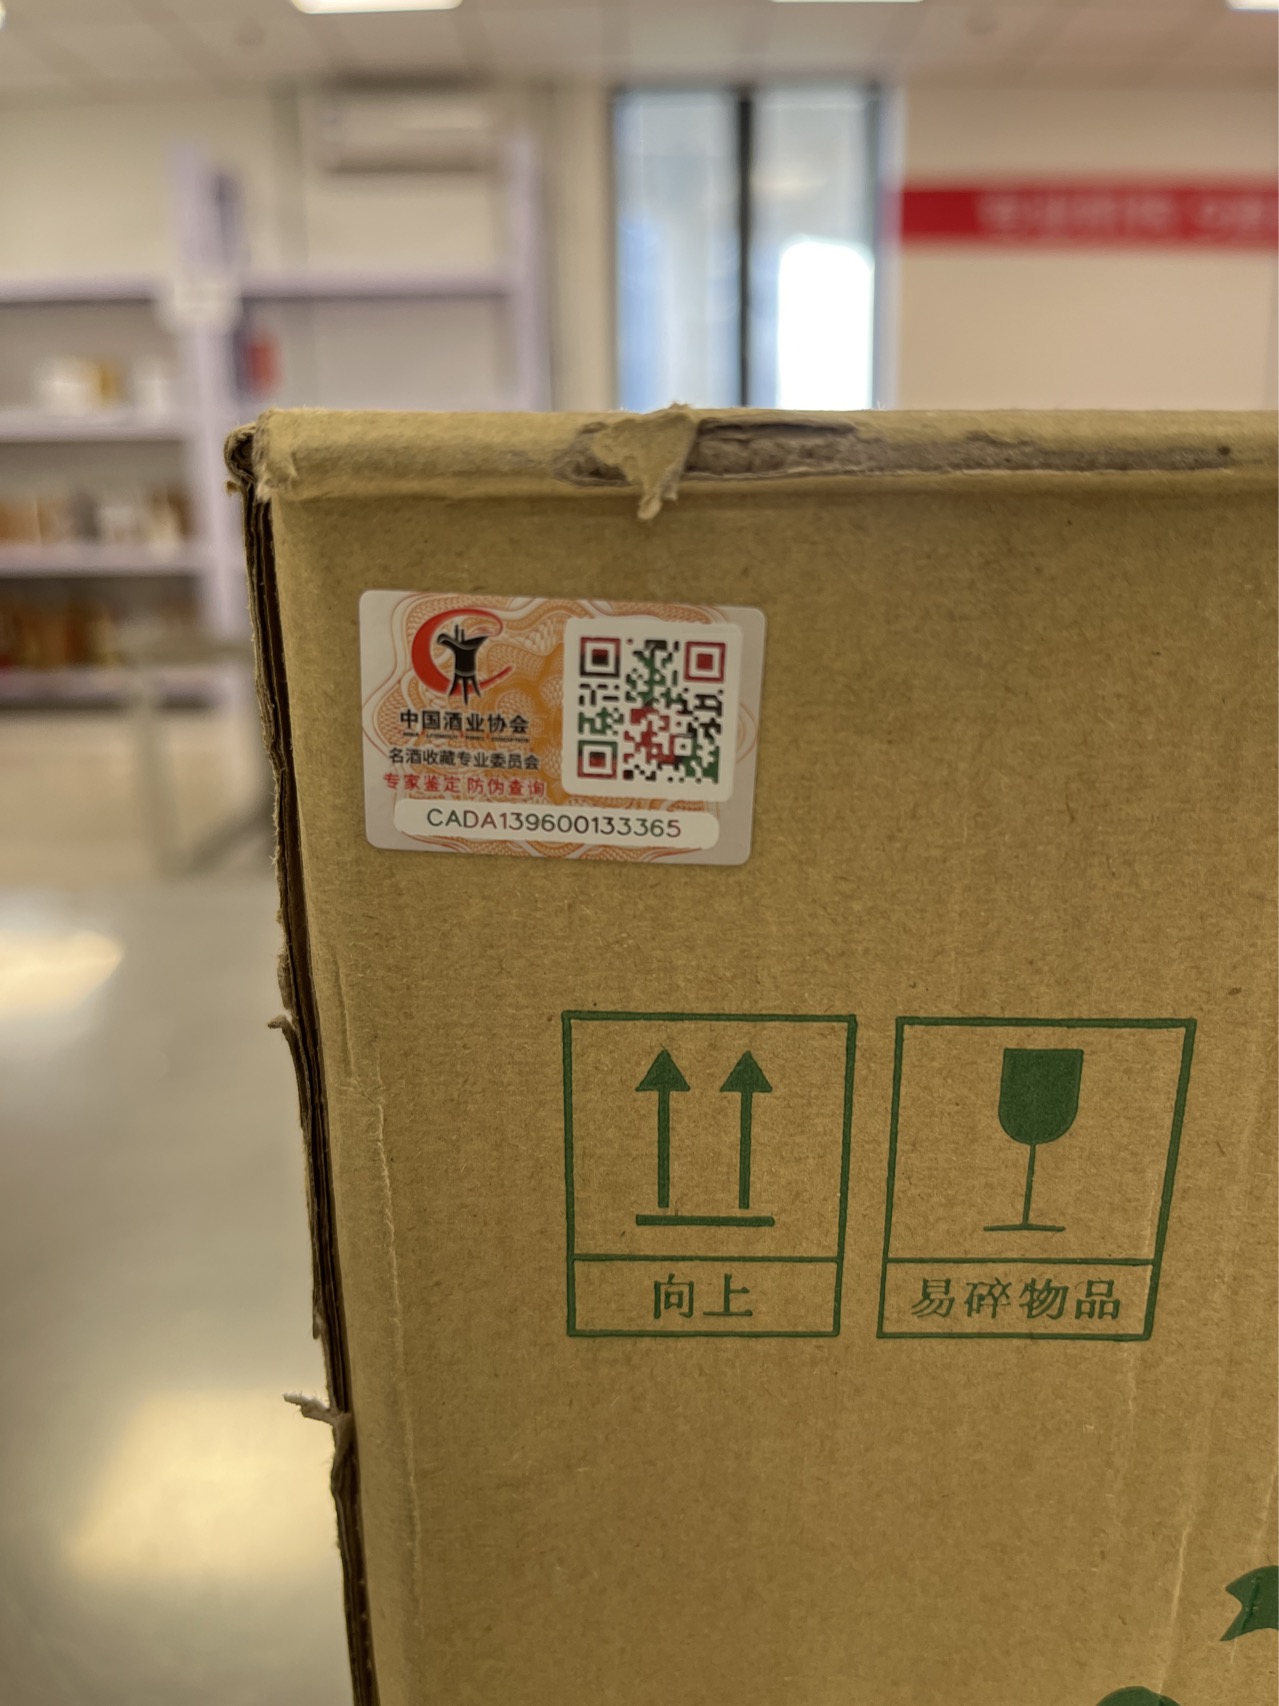 中国酒业协会
名酒收藏专业委员会
专家鉴定 防伪查询
CADA139600133365
向上
易碎物品